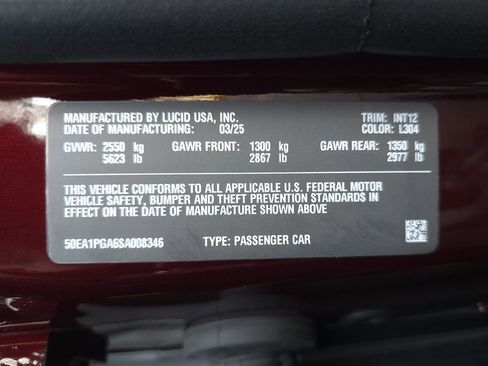 MANUFACTURED BY LUCID USA, INC. TRIM: INT12
DATE OF MANUFACTURING: 03/25 COLOR: L304
GVWR: 2550 kg GAWR FRONT: 1300 kg GAWR REAR: 1350 kg
5623 lb 2867 lb 2977 lb
THIS VEHICLE CONFORMS TO ALL APPLICABLE U.S. FEDERAL MOTOR
VEHICLE SAFETY, BUMPER AND THEFT PREVENTION STANDARDS IN
EFFECT ON THE DATE OF MANUFACTURING SHOWN ABOVE
50EA1PGA6SA008346 TYPE: PASSENGER CAR